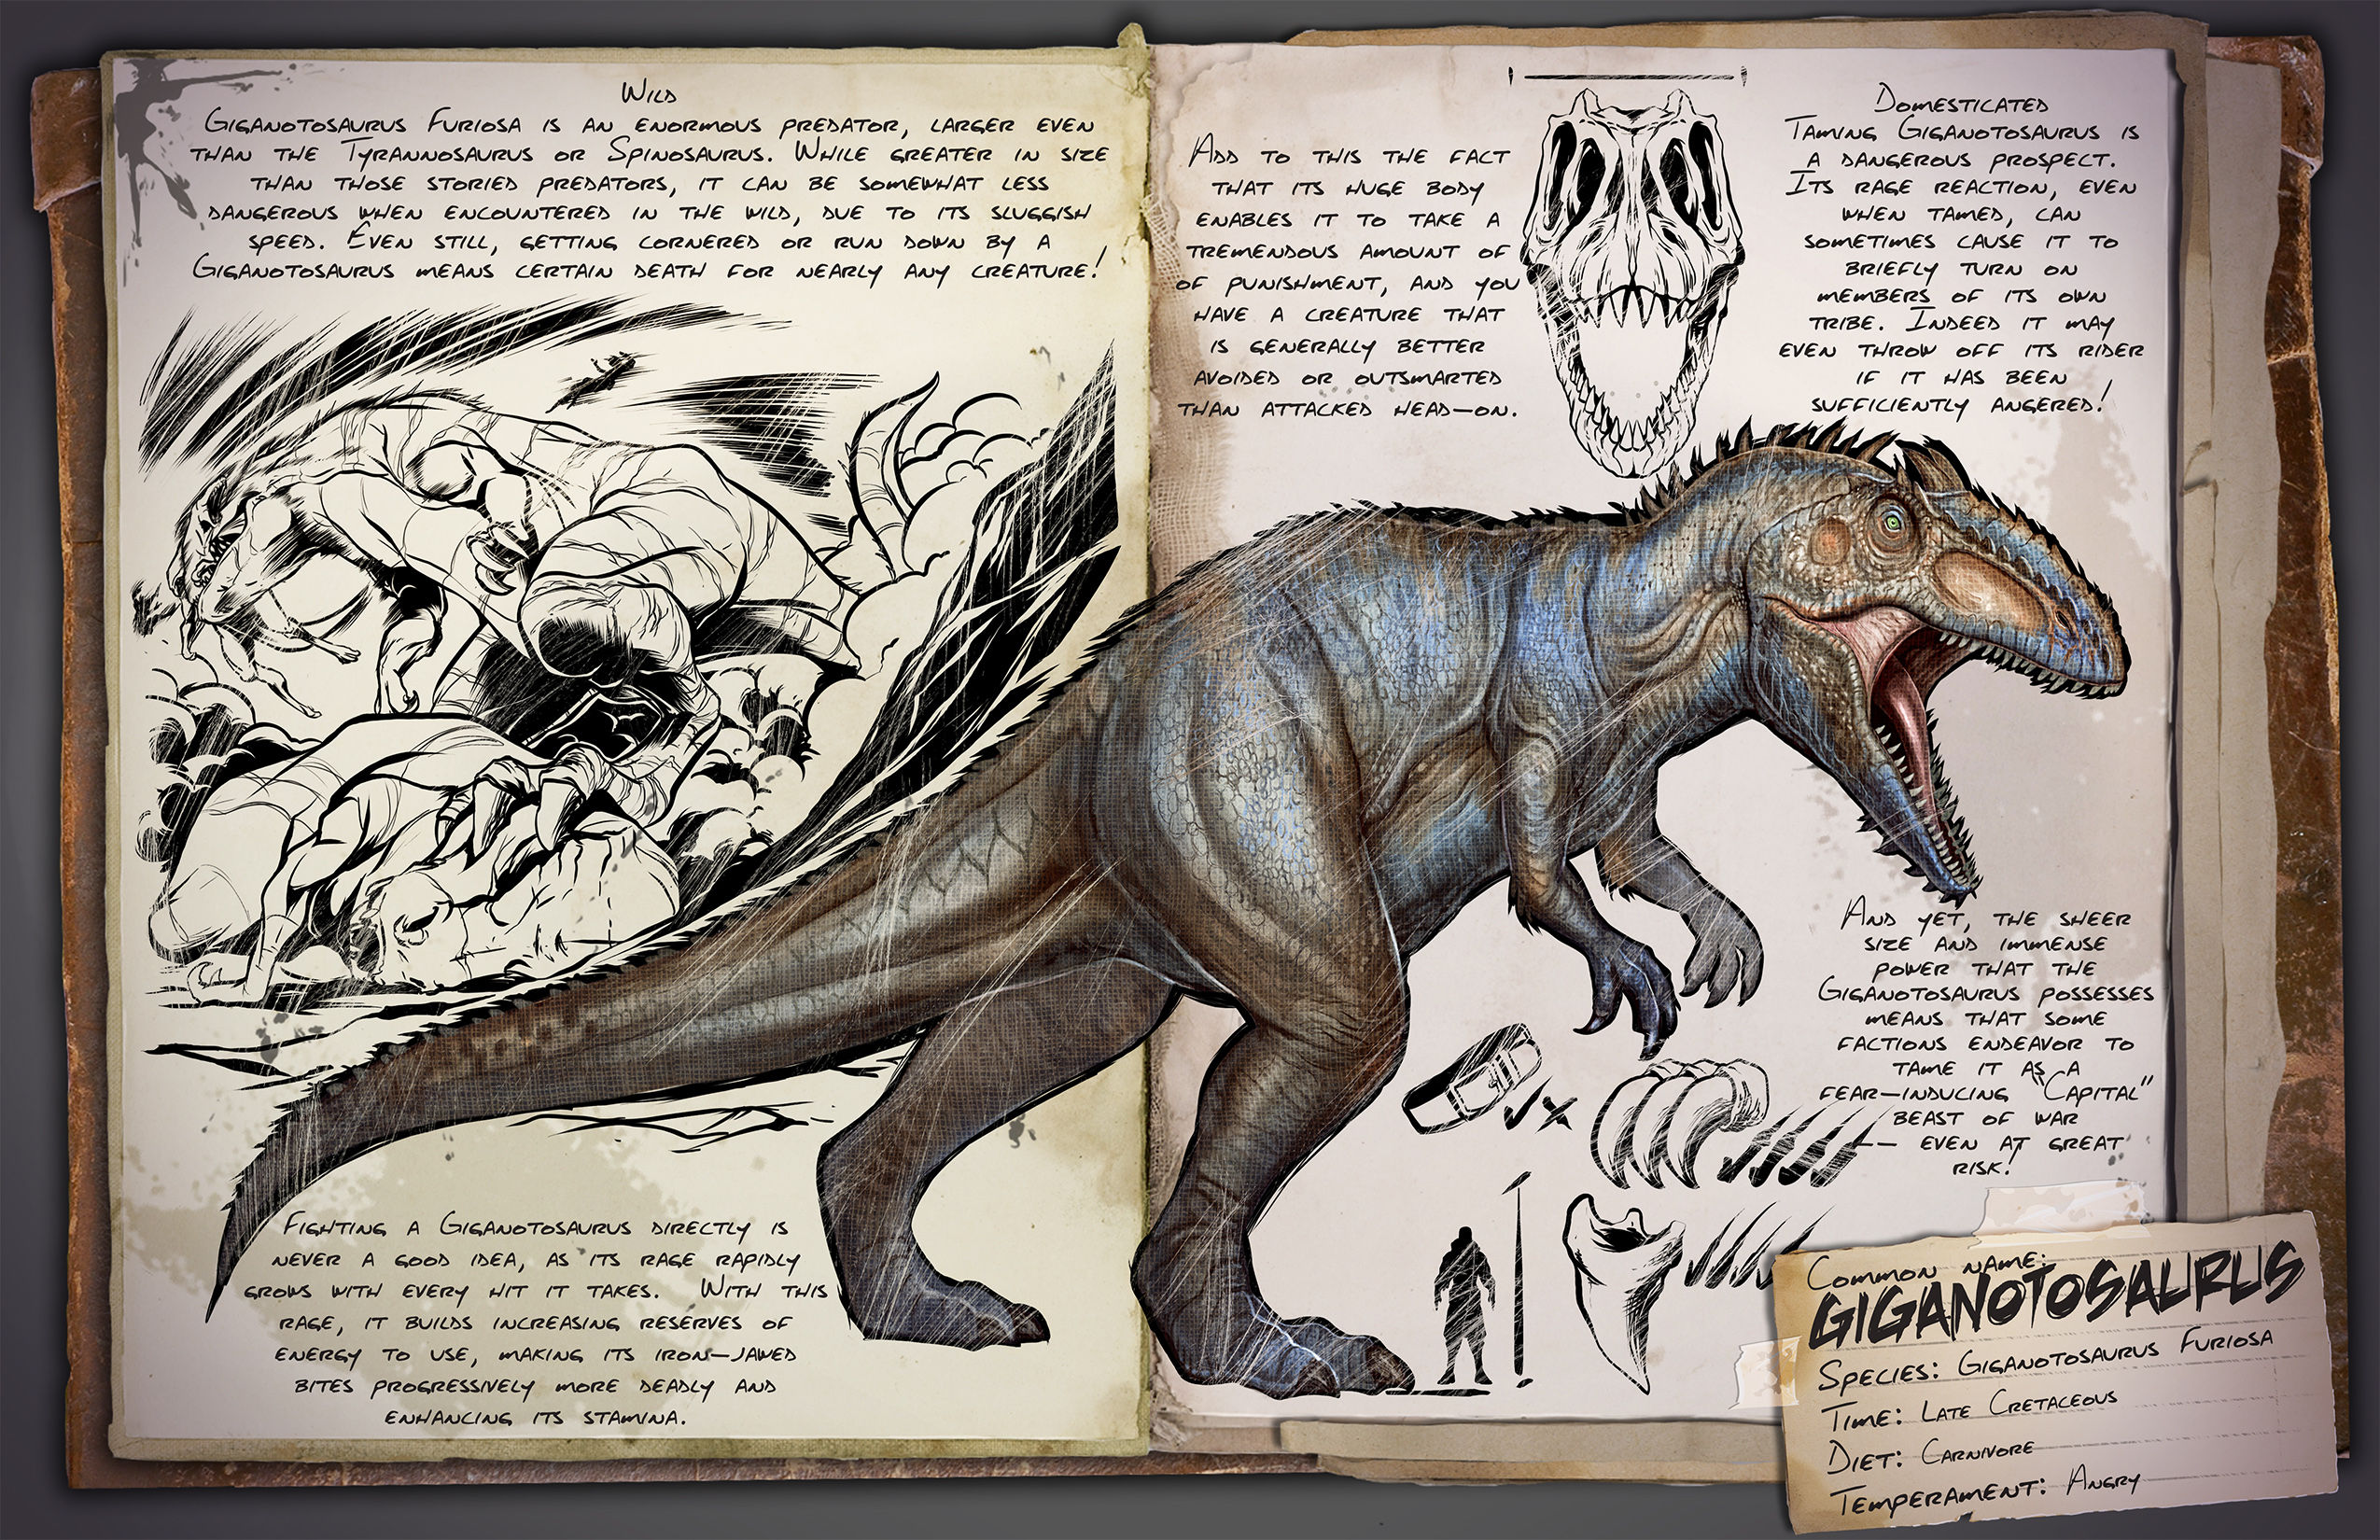 Wild
Giganotosaurus Furiosa is an enormous predator, larger even
than the Tyrannosaurus or Spinosaurus. While greater in size
than those storied predators, it can be somewhat less
dangerous when encountered in the wild, due to its sluggish
speed. Even still, getting cornered or run down by a
Giganotosaurus means certain death for nearly any creature!
Fighting a Giganotosaurus directly is
never a good idea, as its rage rapidly
grows with every hit it takes. With this
rage, it builds increasing reserves of
energy to use, making its iron-jawed
bites progressively more deadly and
enhancing its stamina.
Add to this the fact
that its huge body
enables it to take a
tremendous amount of
of punishment, and you
have a creature that
is generally better
avoided or outsmarted
than attacked head-on.
Domesticated
Taming Giganotosaurus is
a dangerous prospect.
Its rage reaction, even
when tamed, can
sometimes cause it to
briefly turn on
members of its own
tribe. Indeed it may
even throw off its rider
if it has been
sufficiently angered!
And yet, the sheer
size and immense
power that the
Giganotosaurus possesses
means that some
factions endeavor to
tame it as a
fear-inducing "Capital"
beast of war
-- even at great
risk!
Common name:
GIGANOTOSAURUS
Species: Giganotosaurus Furiosa
Time: Late Cretaceous
Diet: Carnivore
Temperament: Angry